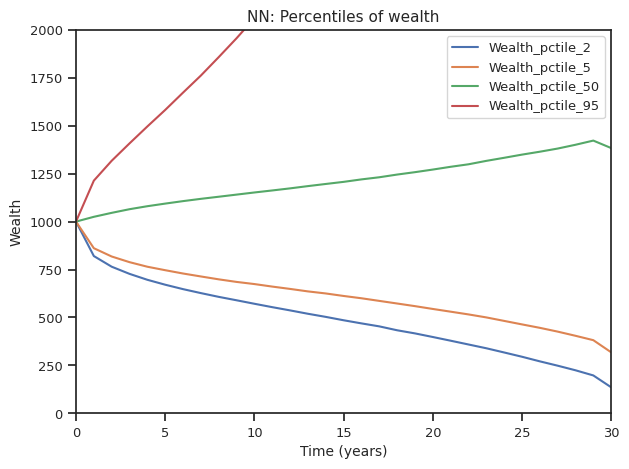 NN: Percentiles of wealth
2000
1750
1500
1250
1000
750
500
250
0
Wealth
Wealth_pctile_2
Wealth_pctile_5
Wealth_pctile_50
Wealth_pctile_95
0 5 10 15 20 25 30
Time (years)